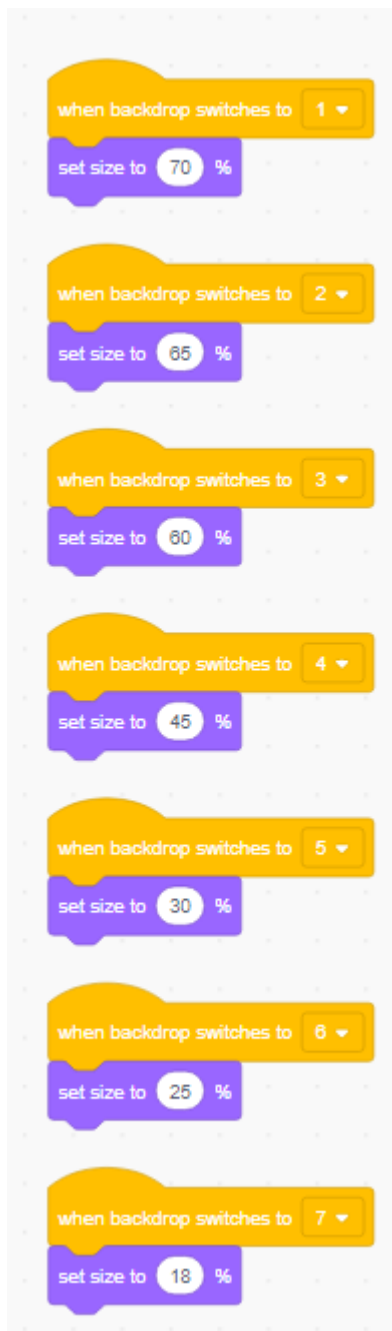 when backdrop switches to 1
set size to 70 %
when backdrop switches to 2
set size to 65 %
when backdrop switches to 3
set size to 60 %
when backdrop switches to 4
set size to 45 %
when backdrop switches to 5
set size to 30 %
when backdrop switches to 6
set size to 25 %
when backdrop switches to 7
set size to 18 %